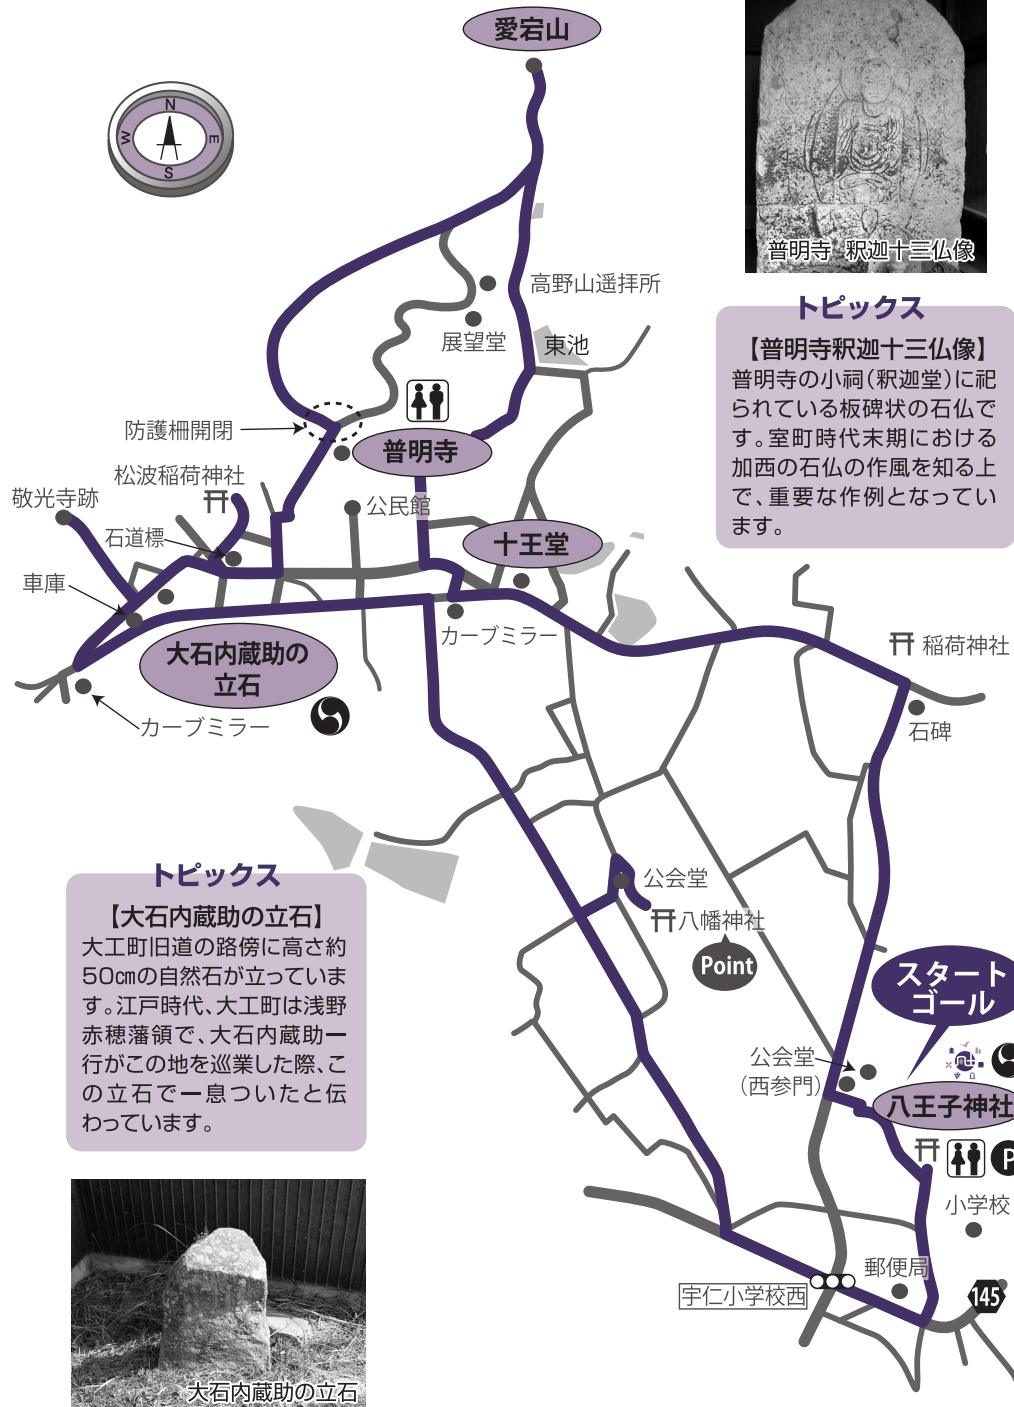 愛宕山
N
W
E
S
普明寺 釈迦十三仏像
高野山遥拝所
展望堂
東池
トピックス
【普明寺釈迦十三仏像】
普明寺の小祠(釈迦堂)に祀
られている板碑状の石仏で
す。室町時代末期における
加西の石仏の作風を知る上
で、重要な作例となってい
ます。
防護柵開閉
普明寺
松波稲荷神社
敬光寺跡
公民館
石道標
十王堂
車庫
カーブミラー
大石内蔵助の
立石
カーブミラー
稲荷神社
石碑
トピックス
【大石内蔵助の立石】
大工町旧道の路傍に高さ約
50㎝の自然石が立っていま
す。江戸時代、大工町は浅野
赤穂藩領で、大石内蔵助一
行がこの地を巡業した際、こ
の立石で一息ついたと伝
わっています。
公会堂
八幡神社
Point
スタート
ゴール
公会堂
(西参門)
八王子神社
P
小学校
郵便局
宇仁小学校西
145
大石内蔵助の立石